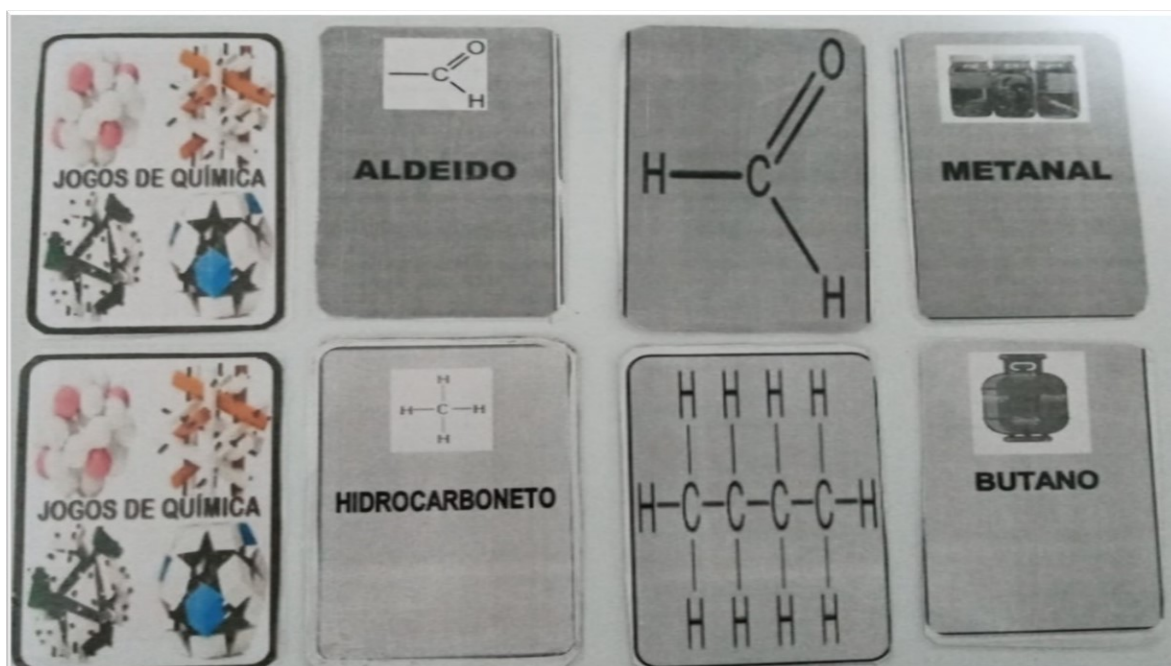 JOGOS DE QUÍMICA
O
C
H
ALDEIDO
O
H C
H
METANAL
JOGOS DE QUÍMICA
H
H C H
H
HIDROCARBONETO
H H H H
H-C-C-C-C-H
H H H H
BUTANO